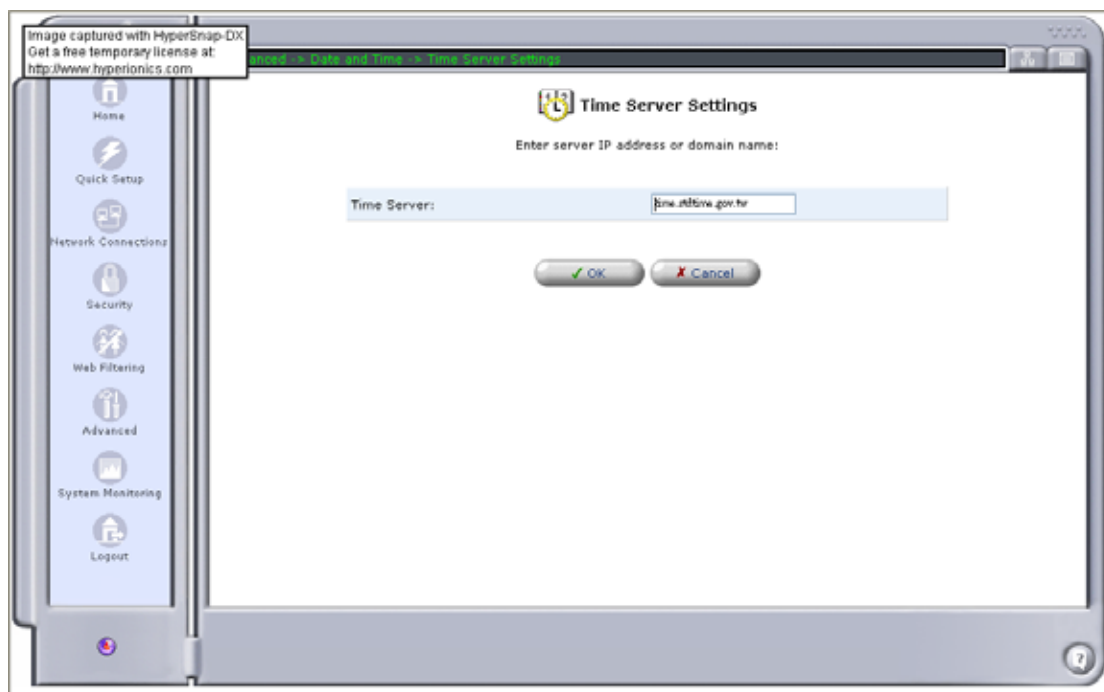 Image captured with HyperSnap-DX
Get a free temporary license at:
http://www.hyperionics.com
anced -> Date and Time -> Time Server Settings
Home
Quick Setup
Network Connections
Security
Web Filtering
Advanced
System Monitoring
Logout
Time Server Settings
Enter server IP address or domain name:
Time Server: time.stdtime.gov.tw
OK Cancel
?